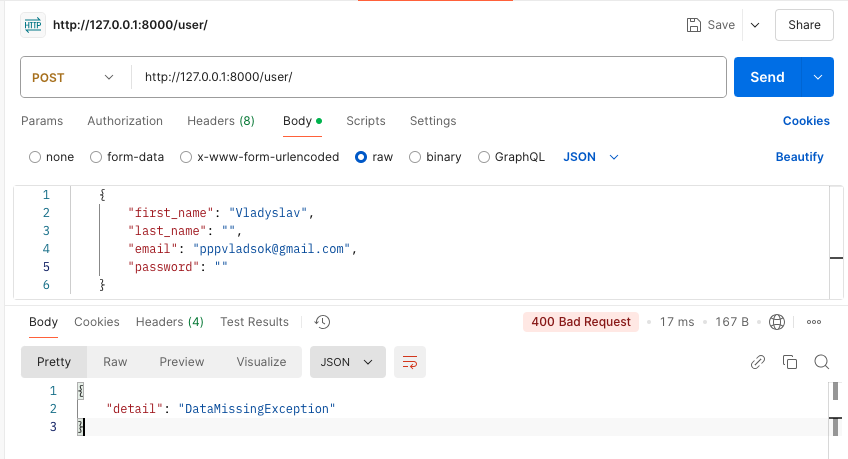 HTTP http://127.0.0.1:8000/user/ Save Share
POST http://127.0.0.1:8000/user/ Send
Params Authorization Headers (8) Body Scripts Settings Cookies
none form-data x-www-form-urlencoded raw binary GraphQL JSON Beautify
1 {
2 "first_name": "Vladyslav",
3 "last_name": "",
4 "email": "pppvladsok@gmail.com",
5 "password": ""
6 }
Body Cookies Headers (4) Test Results 400 Bad Request • 17 ms • 167 B •
Pretty Raw Preview Visualize JSON
1 {
2 "detail": "DataMissingException"
3 }